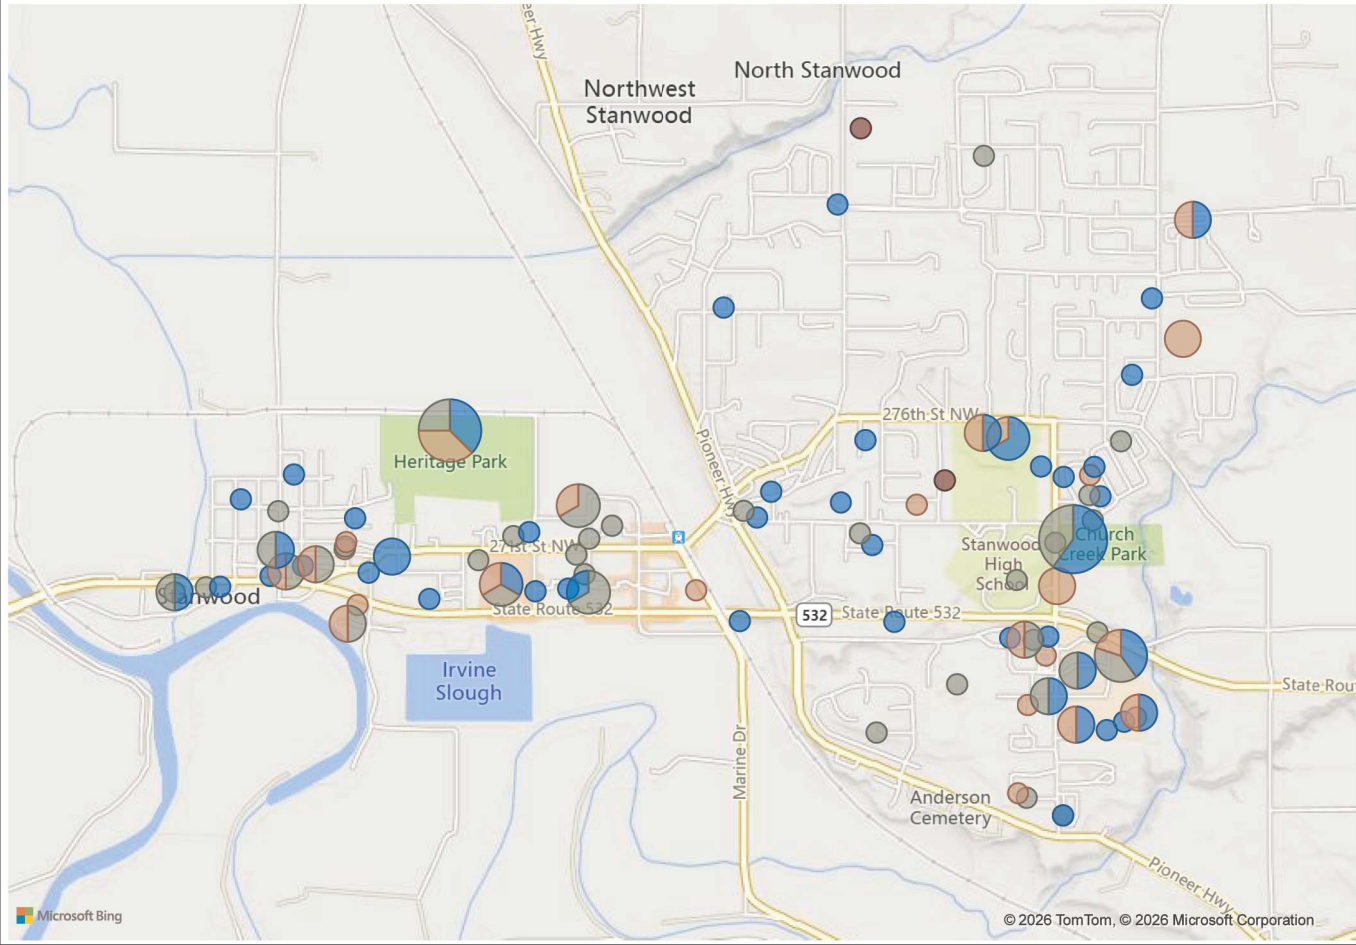 eer Hwy
North Stanwood
Northwest
Stanwood
276th St NW
Heritage Park
Pioneer Hwy
271st St NW
Stanwood
High
School
Church
Creek Park
Stanwood
State Route 532
532
State Route 532
Irvine
Slough
State Rou
Marine Dr
Anderson
Cemetery
Pioneer Hwy
Microsoft Bing
© 2026 TomTom, © 2026 Microsoft Corporation